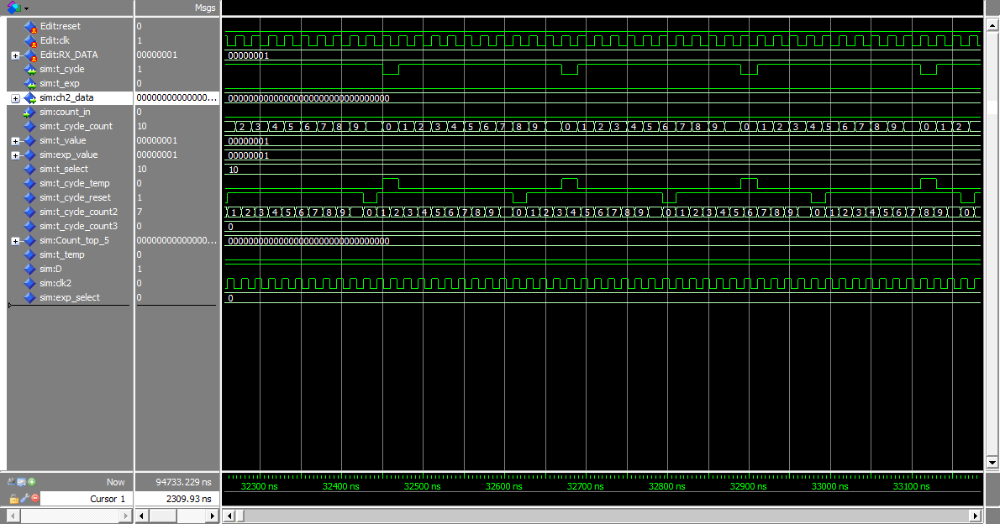 Msgs
Edit:reset 0
Edit:clk 1
Edit:RX_DATA 00000001 00000001
sim:t_cycle 1
sim:t_exp 0
sim:ch2_data 00000000000000... 00000000000000000000000000000000
sim:count_in 0
sim:t_cycle_count 10 2 3 4 5 6 7 8 9 0 1 2 3 4 5 6 7 8 9 0 1 2 3 4 5 6 7 8 9 0 1 2 3 4 5 6 7 8 9 0 1 2
sim:t_value 00000001 00000001
sim:exp_value 00000001 00000001
sim:t_select 10 10
sim:t_cycle_temp 0
sim:t_cycle_reset 1
sim:t_cycle_count2 7 1 2 3 4 5 6 7 8 9 0 1 2 3 4 5 6 7 8 9 0 1 2 3 4 5 6 7 8 9 0 1 2 3 4 5 6 7 8 9 0 1 2 3 4 5 6 7 8 9 0
sim:t_cycle_count3 0 0
sim:Count_top_5 00000000000000... 00000000000000000000000000000000
sim:t_temp 0
sim:D 1
sim:clk2 0
sim:exp_select 0 0
Now 94733.229 ns 32300 ns 32400 ns 32500 ns 32600 ns 32700 ns 32800 ns 32900 ns 33000 ns 33100 ns
Cursor 1 2309.93 ns